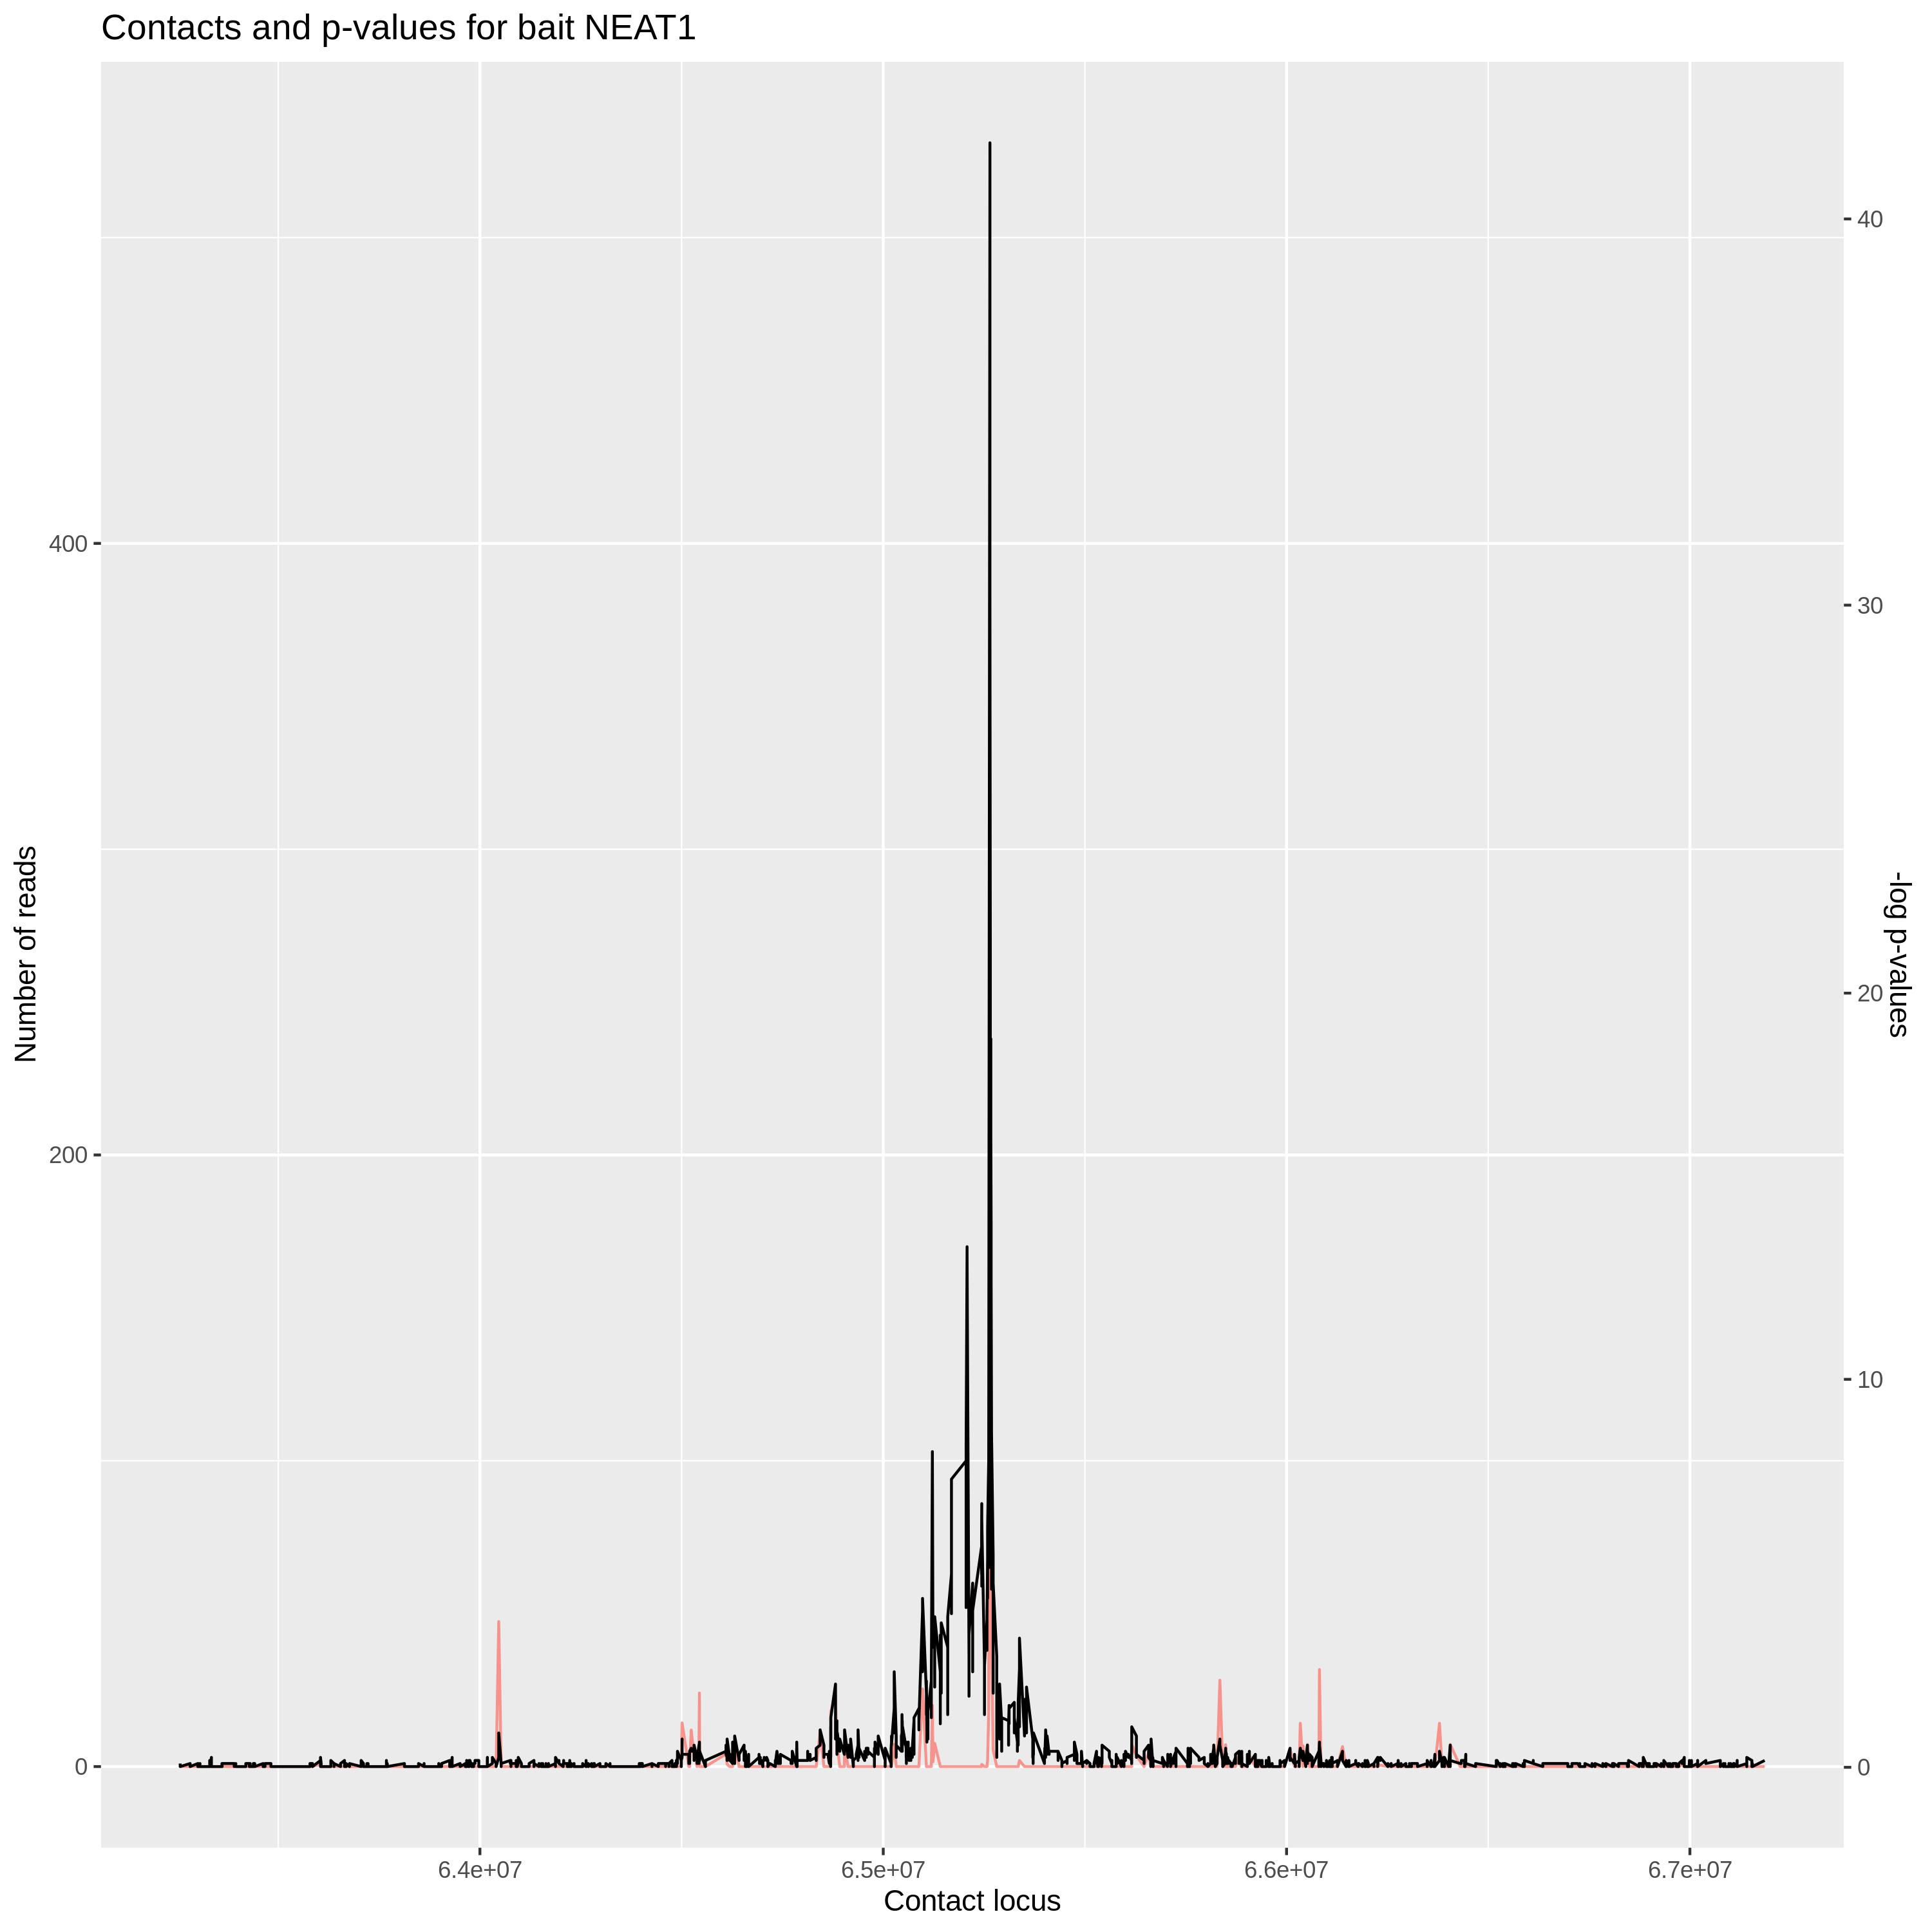 Contacts and p-values for bait NEAT1
Number of reads
400
200
0
40
30
20
10
0
-log p-values
6.4e+07 6.5e+07 6.6e+07 6.7e+07
Contact locus